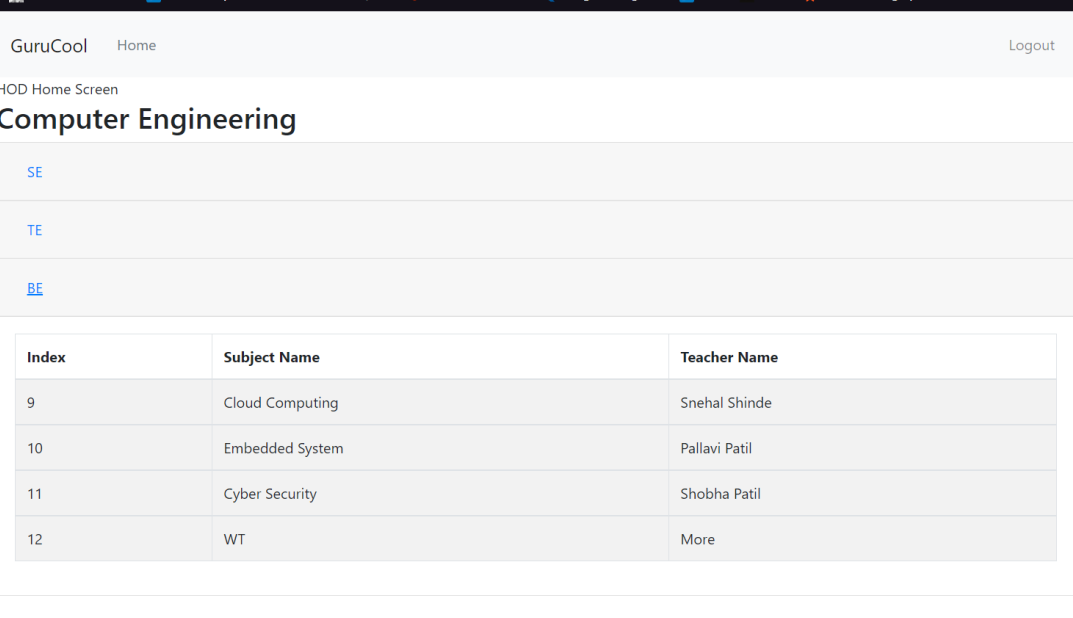 GuruCool Home Logout
HOD Home Screen
Computer Engineering
SE
TE
BE
Index Subject Name Teacher Name
9 Cloud Computing Snehal Shinde
10 Embedded System Pallavi Patil
11 Cyber Security Shobha Patil
12 WT More